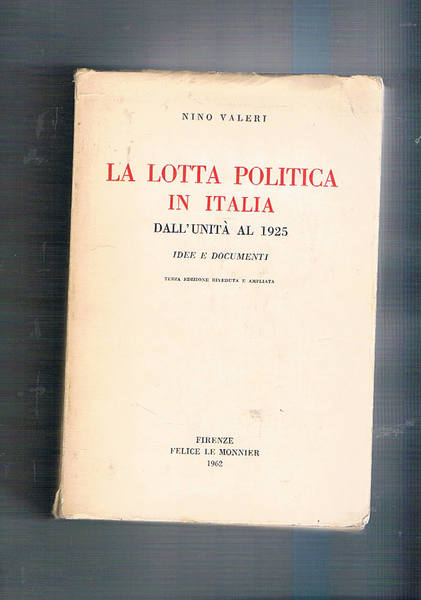 NINO VALERI
LA LOTTA POLITICA
IN ITALIA
DALL'UNITÀ AL 1925
IDEE E DOCUMENTI
TERZA EDIZIONE RIVEDUTA E AMPLIATA
FIRENZE
FELICE LE MONNIER
1962